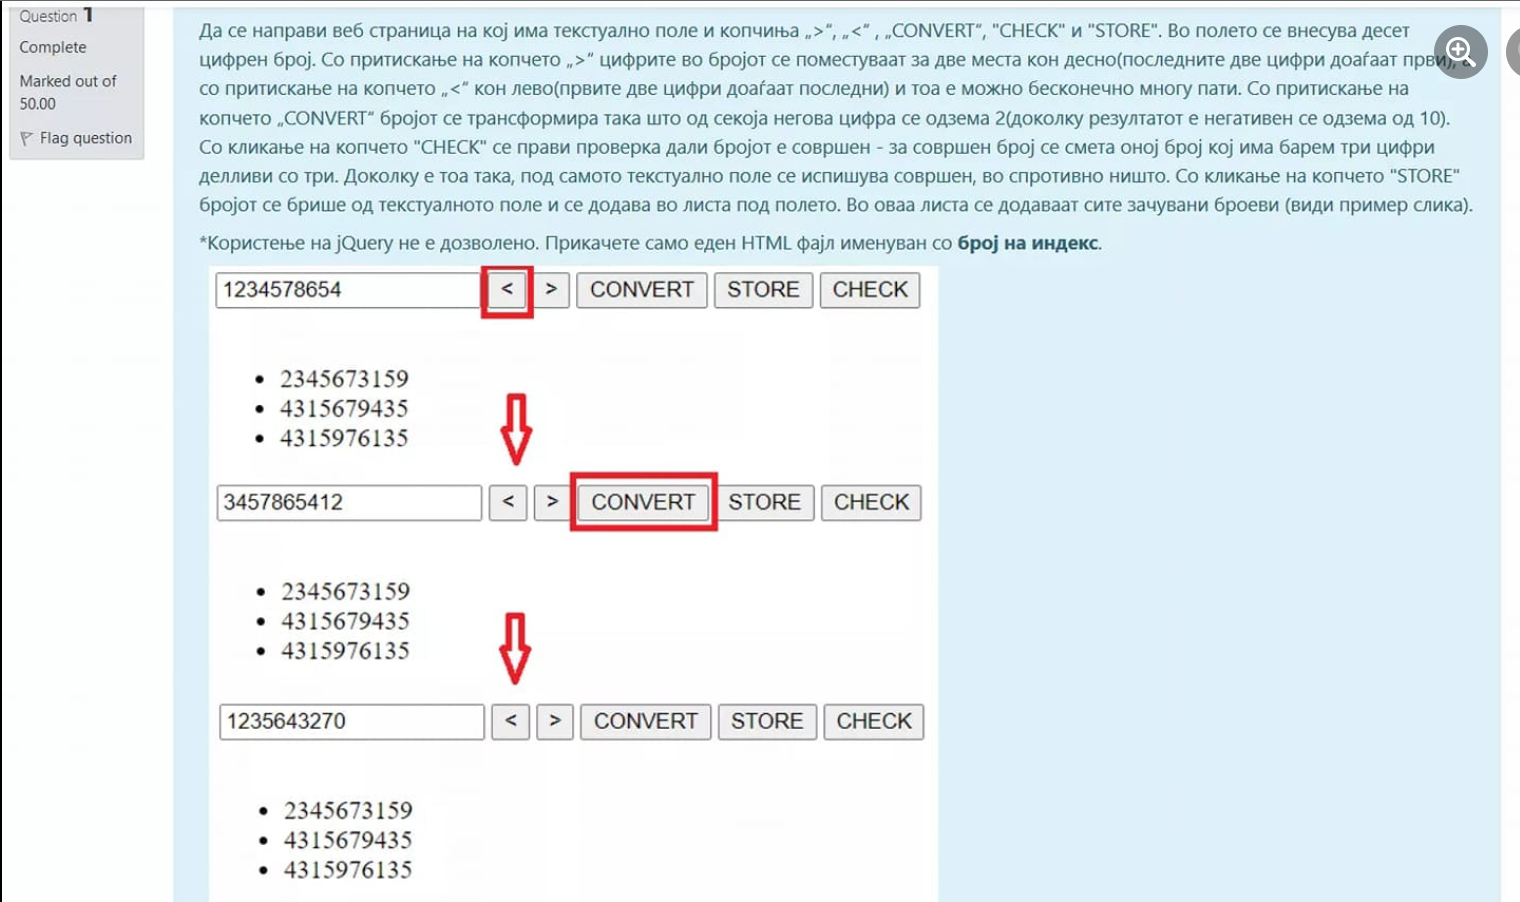 Question 1
Complete
Marked out of
50.00
Flag question
Да се направи веб страница на кој има текстуално поле и копчиња „>“, „<“ , „CONVERT“, "CHECK" и "STORE". Во полето се внесува десет
цифрен број. Со притискање на копчето „>“ цифрите во бројот се поместуваат за две места кон десно(последните две цифри доаѓаат први), а
со притискање на копчето „<“ кон лево(првите две цифри доаѓаат последни) и тоа е можно бесконечно многу пати. Со притискање на
копчето „CONVERT“ бројот се трансформира така што од секоја негова цифра се одзема 2(доколку резултатот е негативен се одзема од 10).
Со кликање на копчето "CHECK" се прави проверка дали бројот е совршен - за совршен број се смета оној број кој има барем три цифри
делливи со три. Доколку е тоа така, под самото текстуално поле се испишува совршен, во спротивно ништо. Со кликање на копчето "STORE"
бројот се брише од текстуалното поле и се додава во листа под полето. Во оваа листа се додаваат сите зачувани броеви (види пример слика).
*Користење на jQuery не е дозволено. Прикачете само еден HTML фајл именуван со број на индекс.
1234578654 < > CONVERT STORE CHECK
• 2345673159
• 4315679435
• 4315976135
3457865412 < > CONVERT STORE CHECK
• 2345673159
• 4315679435
• 4315976135
1235643270 < > CONVERT STORE CHECK
• 2345673159
• 4315679435
• 4315976135